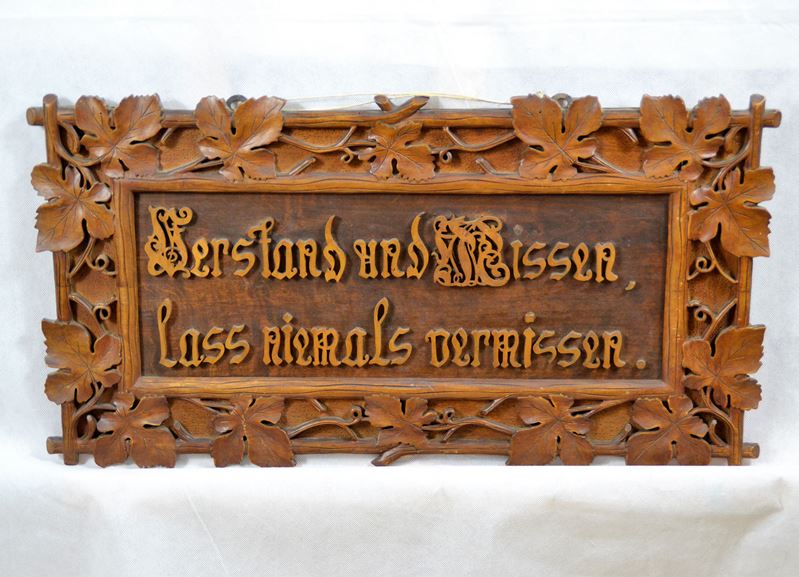 Verstand und Wissen,
lass niemals vermissen.